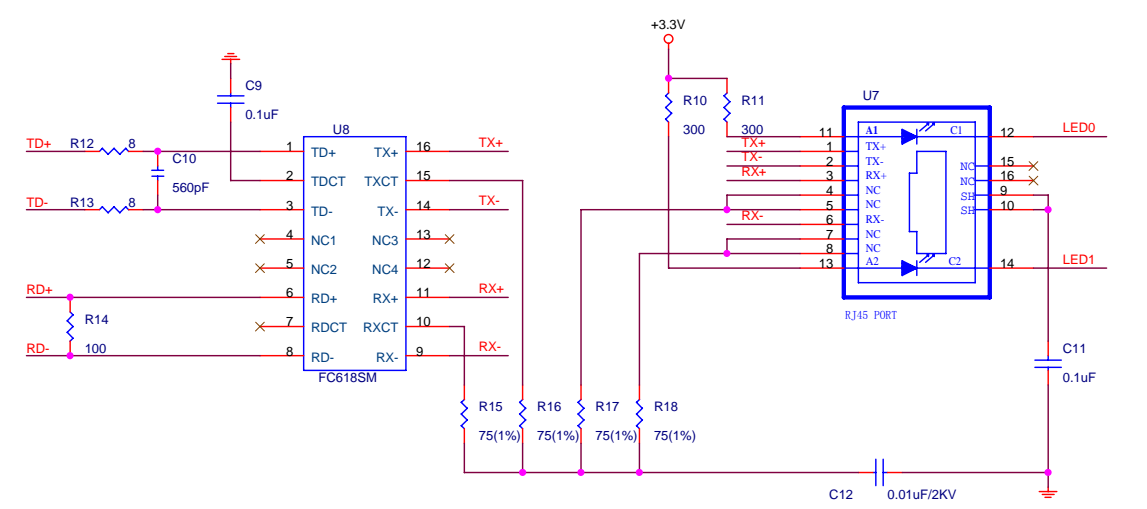 +3.3V
C9
0.1uF
R10
300
R11
300
U7
U8
TD+
R12
8
C10
560pF
TD-
R13
8
1
TD+
TX+
16
TX+
2
TDCT
TXCT
15
3
TD-
TX-
14
TX-
4
NC1
NC3
13
5
NC2
NC4
12
RD+
6
RD+
RX+
11
RX+
7
RDCT
RXCT
10
R14
100
RD-
8
RD-
RX-
9
RX-
FC618SM
11
A1
C1
12
LED0
TX+
1
TX+
TX-
2
TX-
NC
15
RX+
3
RX+
NC
16
4
NC
SH
9
5
NC
SH
10
RX-
6
RX-
7
NC
8
NC
13
A2
C2
14
LED1
RJ45 PORT
C11
0.1uF
R15
75(1%)
R16
75(1%)
R17
75(1%)
R18
75(1%)
C12
0.01uF/2KV